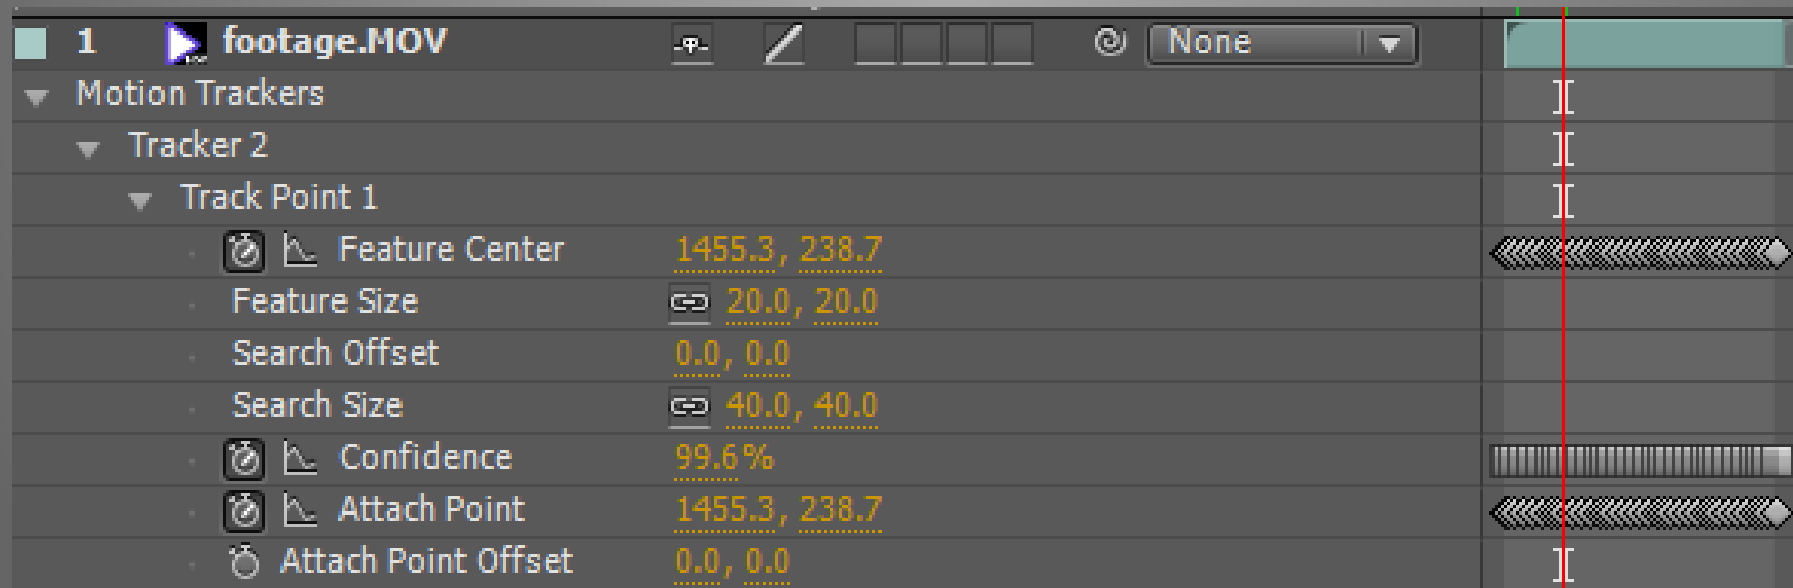 1 footage.MOV None
Motion Trackers
Tracker 2
Track Point 1
Feature Center 1455.3, 238.7
Feature Size 20.0, 20.0
Search Offset 0.0, 0.0
Search Size 40.0, 40.0
Confidence 99.6%
Attach Point 1455.3, 238.7
Attach Point Offset 0.0, 0.0